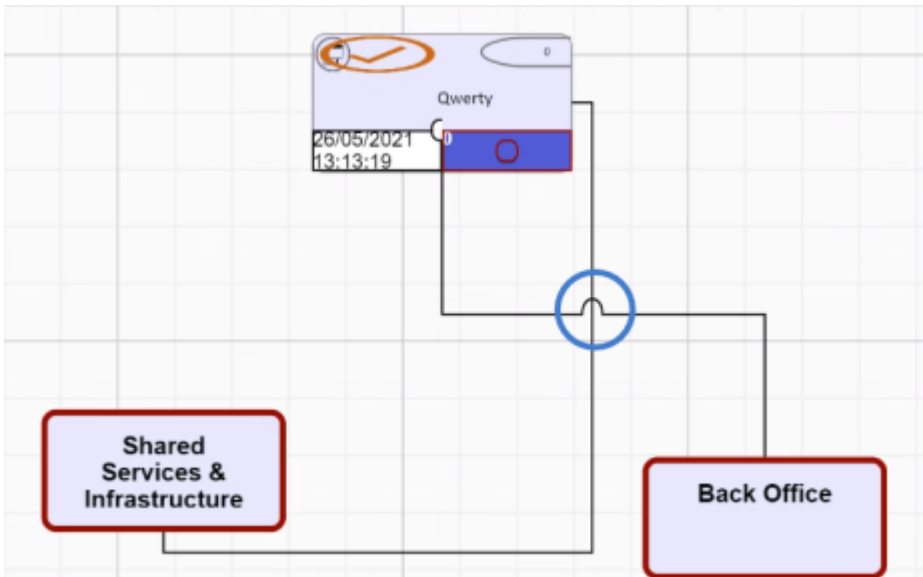 0
Qwerty
26/05/2021
13:13:19
0
Shared
Services &
Infrastructure
Back Office